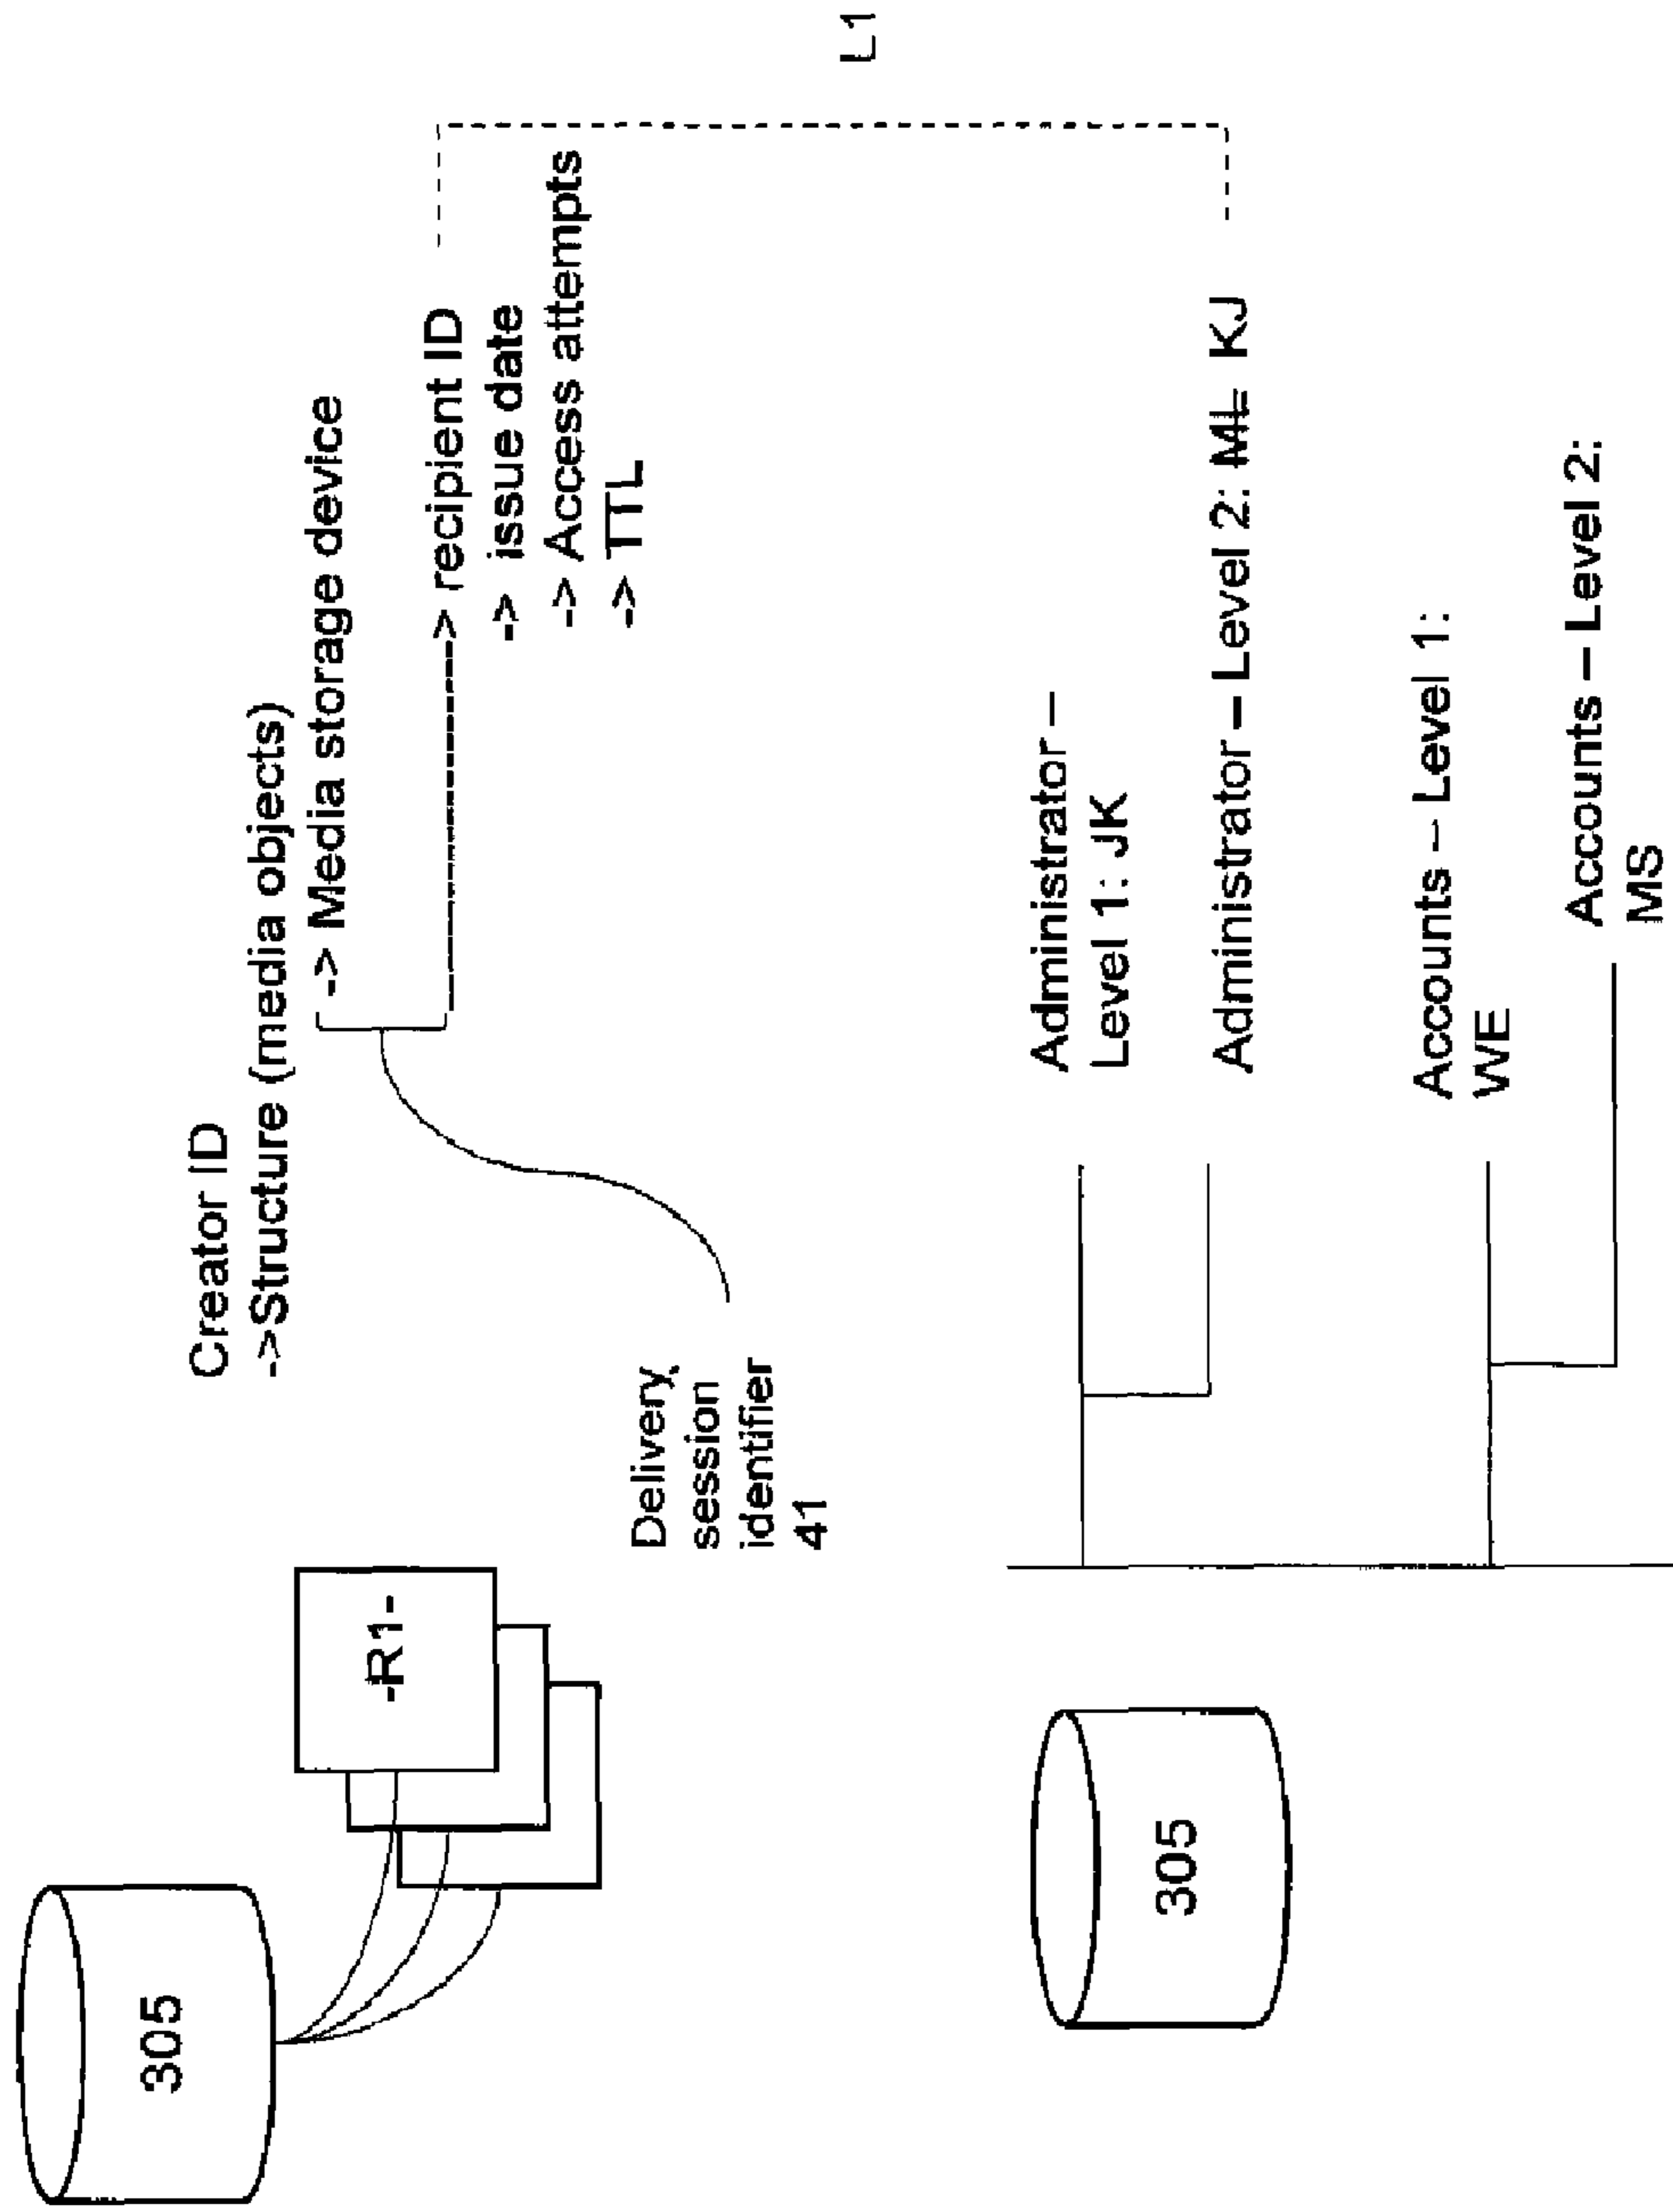 305
-R1-
Creator ID
->Structure (media objects)
-> Media storage device
> recipient ID
-> issue date
-> Access attempts
-> TTL
Delivery
session
identifier
41
L1
305
Administrator –
Level 1: JK
Administrator – Level 2: ML KJ
Accounts – Level 1:
WE
Accounts – Level 2:
MS